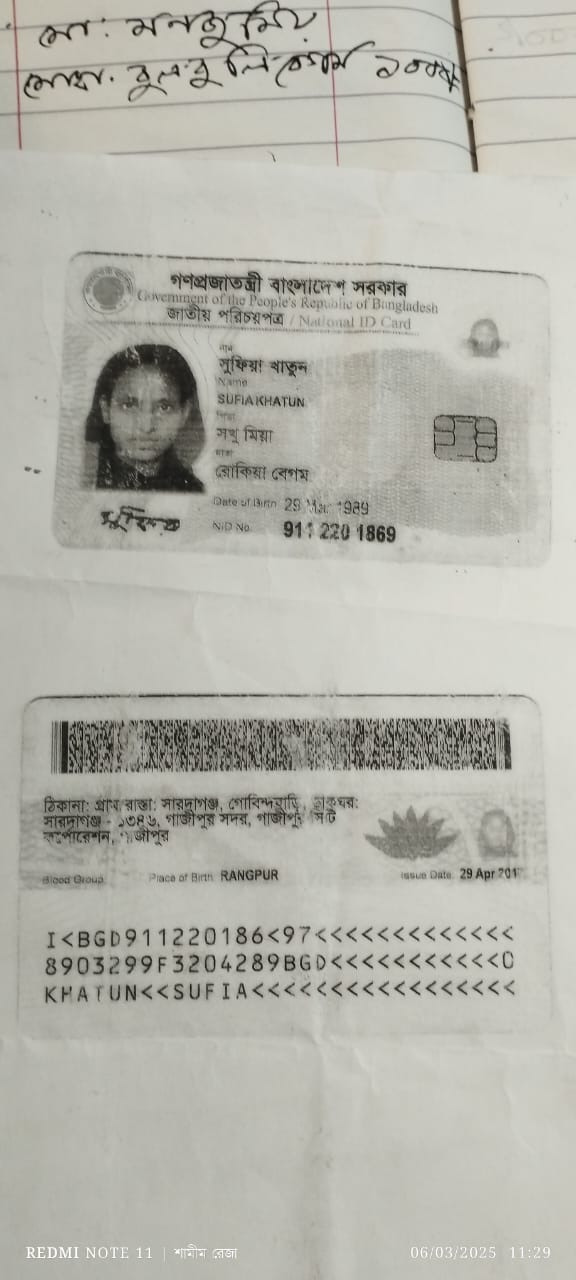 মো: মনজু মিয়
মোছা. বুলবুলি বেগম ১০০৮
গণপ্রজাতন্ত্রী বাংলাদেশ সরকার
Government of the People's Republic of Bangladesh
জাতীয় পরিচয়পত্র / National ID Card
নাম
সুফিয়া খাতুন
Name
SUFIA KHATUN
পিতা
সখু মিয়া
মাতা
রোকিয়া বেগম
Date of Birth 29 Mar 1989
NID No. 911 220 1869
ঠিকানা: গ্রাম/রাস্তা: সারদাগঞ্জ, গোবিন্দবাড়ি, ডাকঘর:
সারদাগঞ্জ - ১৩৪৬, গাজীপুর সদর, গাজীপুর সিটি
কর্পোরেশন, গাজীপুর
Blood Group Place of Birth RANGPUR Issue Date 29 Apr 201
I<BGD911220186<97<<<<<<<<<<<<<
8903299F3204289BGD<<<<<<<<<<<0
KHATUN<<SUFIA<<<<<<<<<<<<<<<<<
REDMI NOTE 11 | শামীম রেজা 06/03/2025 11:29